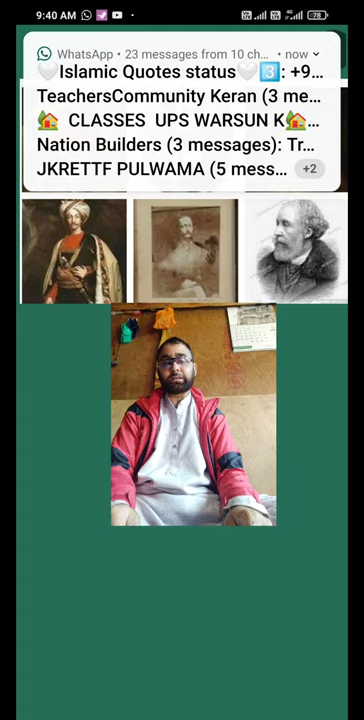 9:40 AM
78
WhatsApp • 23 messages from 10 ch... • now
🤍Islamic Quotes status🤍3️⃣: +9...
TeachersCommunity Keran (3 me...
🏡 CLASSES UPS WARSUN K🏡...
Nation Builders (3 messages): Tr...
JKRETTF PULWAMA (5 mess...
+2